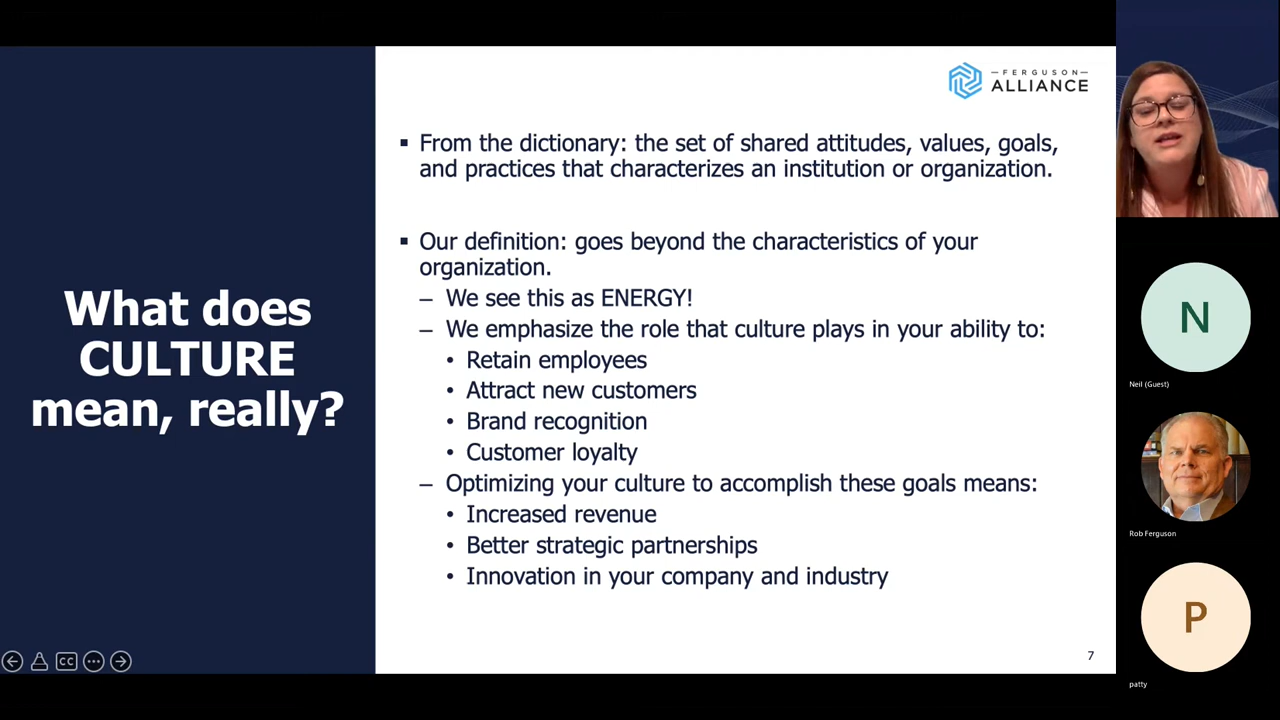 What does
CULTURE
mean, really?
FERGUSON
ALLIANCE
▪ From the dictionary: the set of shared attitudes, values, goals,
and practices that characterizes an institution or organization.
▪ Our definition: goes beyond the characteristics of your
organization.
– We see this as ENERGY!
– We emphasize the role that culture plays in your ability to:
• Retain employees
• Attract new customers
• Brand recognition
• Customer loyalty
– Optimizing your culture to accomplish these goals means:
• Increased revenue
• Better strategic partnerships
• Innovation in your company and industry
7
CC
N
Neil (Guest)
Rob Ferguson
P
patty